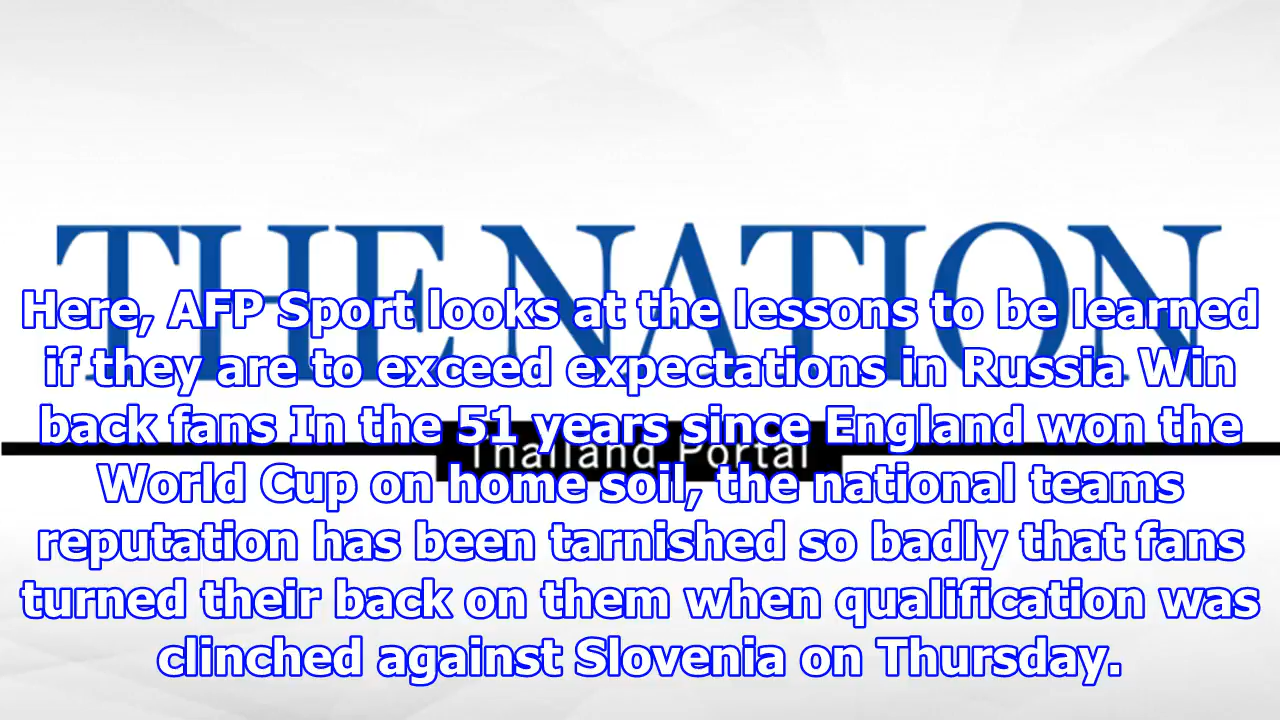 THE NATION
Thailand Portal
Here, AFP Sport looks at the lessons to be learned
if they are to exceed expectations in Russia Win
back fans In the 51 years since England won the
World Cup on home soil, the national teams
reputation has been tarnished so badly that fans
turned their back on them when qualification was
clinched against Slovenia on Thursday.